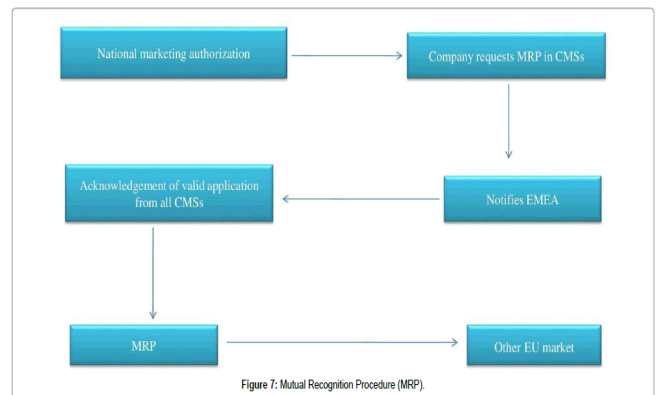 National marketing authorization
Company requests MRP in CMSs
Notifies EMEA
Acknowledgement of valid application
from all CMSs
MRP
Other EU market
Figure 7: Mutual Recognition Procedure (MRP).